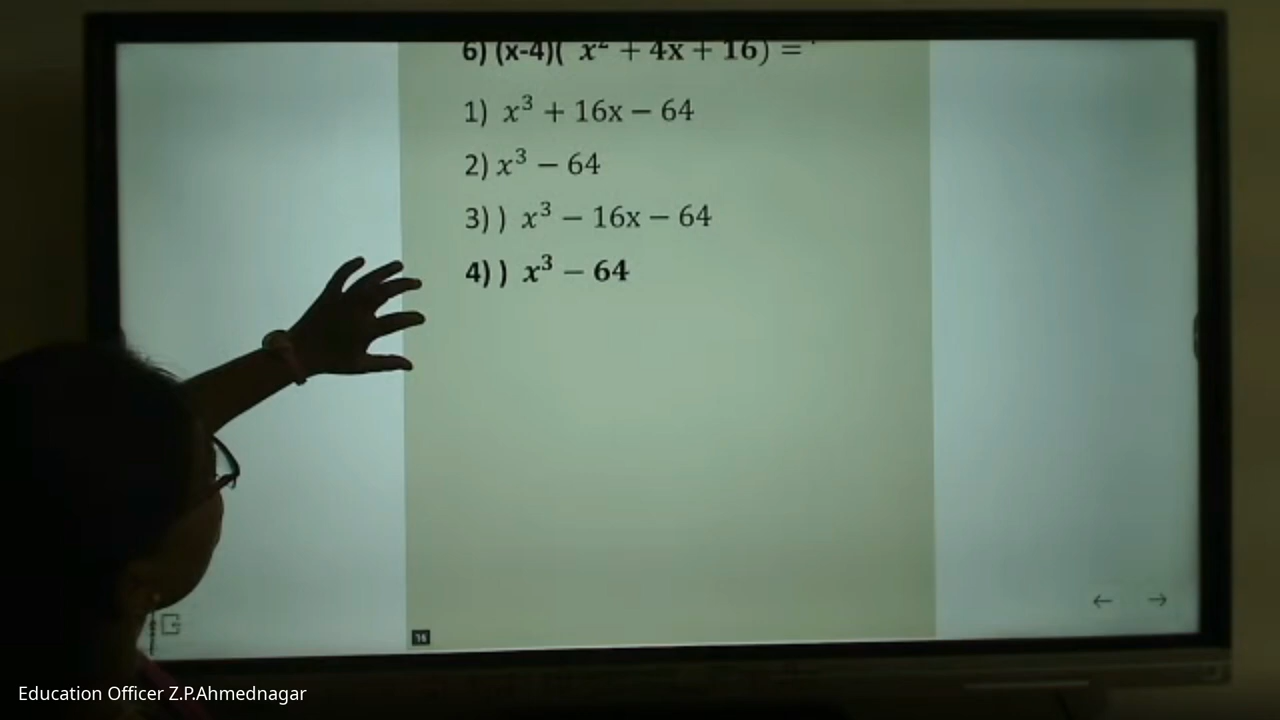 6) (x-4)( x² + 4x + 16) =
1) x³ + 16x – 64
2) x³ – 64
3) ) x³ – 16x – 64
4) ) x³ – 64
16
Education Officer Z.P.Ahmednagar